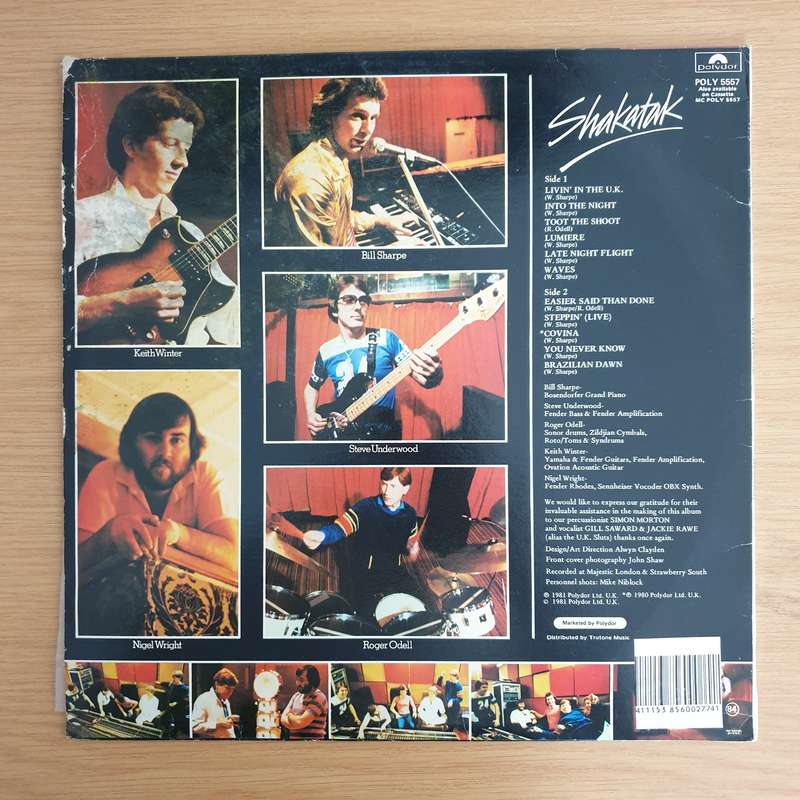 Polydor
POLY 5557
Also available
on Cassette
MC POLY 5557
Shakatak
Side 1
LIVIN' IN THE U.K.
(W. Sharpe)
INTO THE NIGHT
(W. Sharpe)
TOOT THE SHOOT
(R. Odell)
LUMIERE
(W. Sharpe)
LATE NIGHT FLIGHT
(W. Sharpe)
WAVES
(W. Sharpe)
Side 2
EASIER SAID THAN DONE
(W. Sharpe/R. Odell)
STEPPIN' (LIVE)
(W. Sharpe)
*COVINA
(W. Sharpe)
YOU NEVER KNOW
(W. Sharpe)
BRAZILIAN DAWN
(W. Sharpe)
Bill Sharpe-
Bosendorfer Grand Piano
Steve Underwood-
Fender Bass & Fender Amplification
Roger Odell-
Sonor drums, Zildjian Cymbals,
Roto/Toms & Syndrums
Keith Winter-
Yamaha & Fender Guitars, Fender Amplification,
Ovation Acoustic Guitar
Nigel Wright-
Fender Rhodes, Sennheiser Vocoder OBX Synth.
We would like to express our gratitude for their
invaluable assistance in the making of this album
to our percussionist SIMON MORTON
and vocalist GILL SAWARD & JACKIE RAWE
(alias the U.K. Sluts) thanks once again.
Design/Art Direction Alwyn Clayden
Front cover photography John Shaw
Recorded at Majestic London & Strawberry South
Personnel shots: Mike Niblock
℗ 1981 Polydor Ltd. U.K. *℗ 1980 Polydor Ltd. U.K.
© 1981 Polydor Ltd. U.K.
Marketed by Polydor
Distributed by Trutone Music
Bill Sharpe
Keith Winter
Steve Underwood
Nigel Wright
Roger Odell
411153 8560027741
84